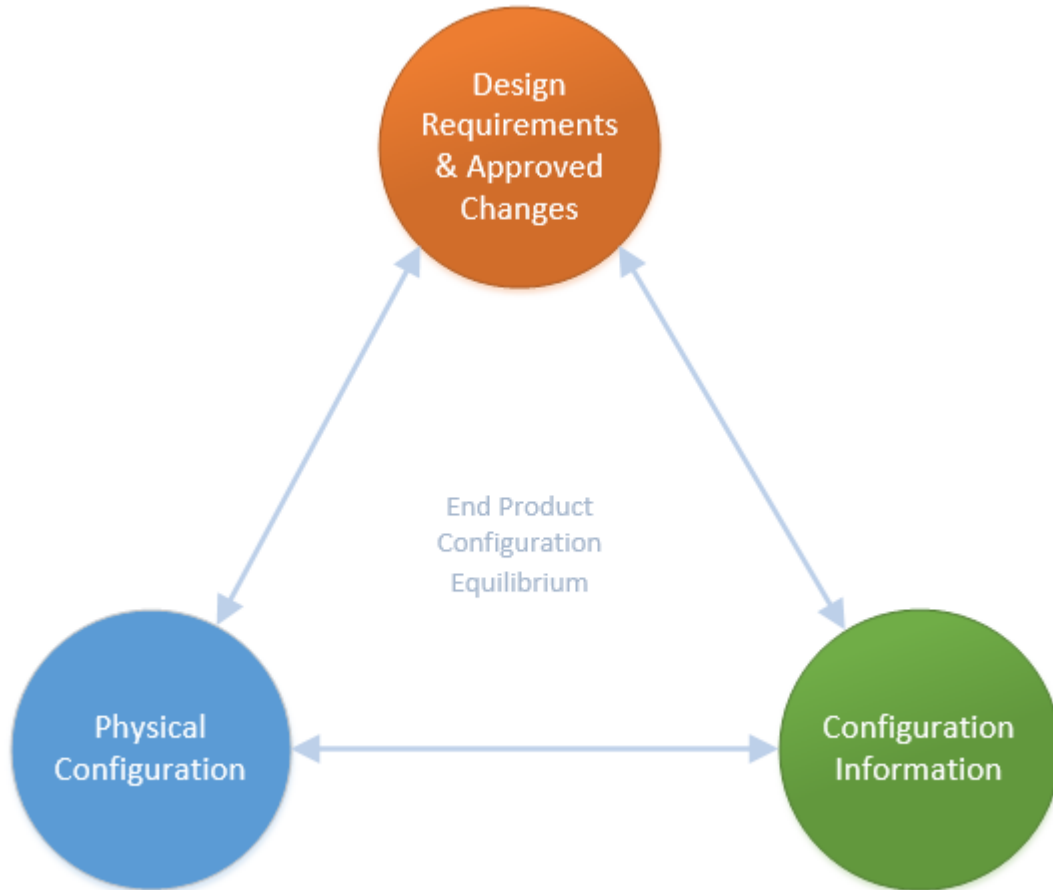 Design
Requirements
& Approved
Changes
End Product
Configuration
Equilibrium
Physical
Configuration
Configuration
Information